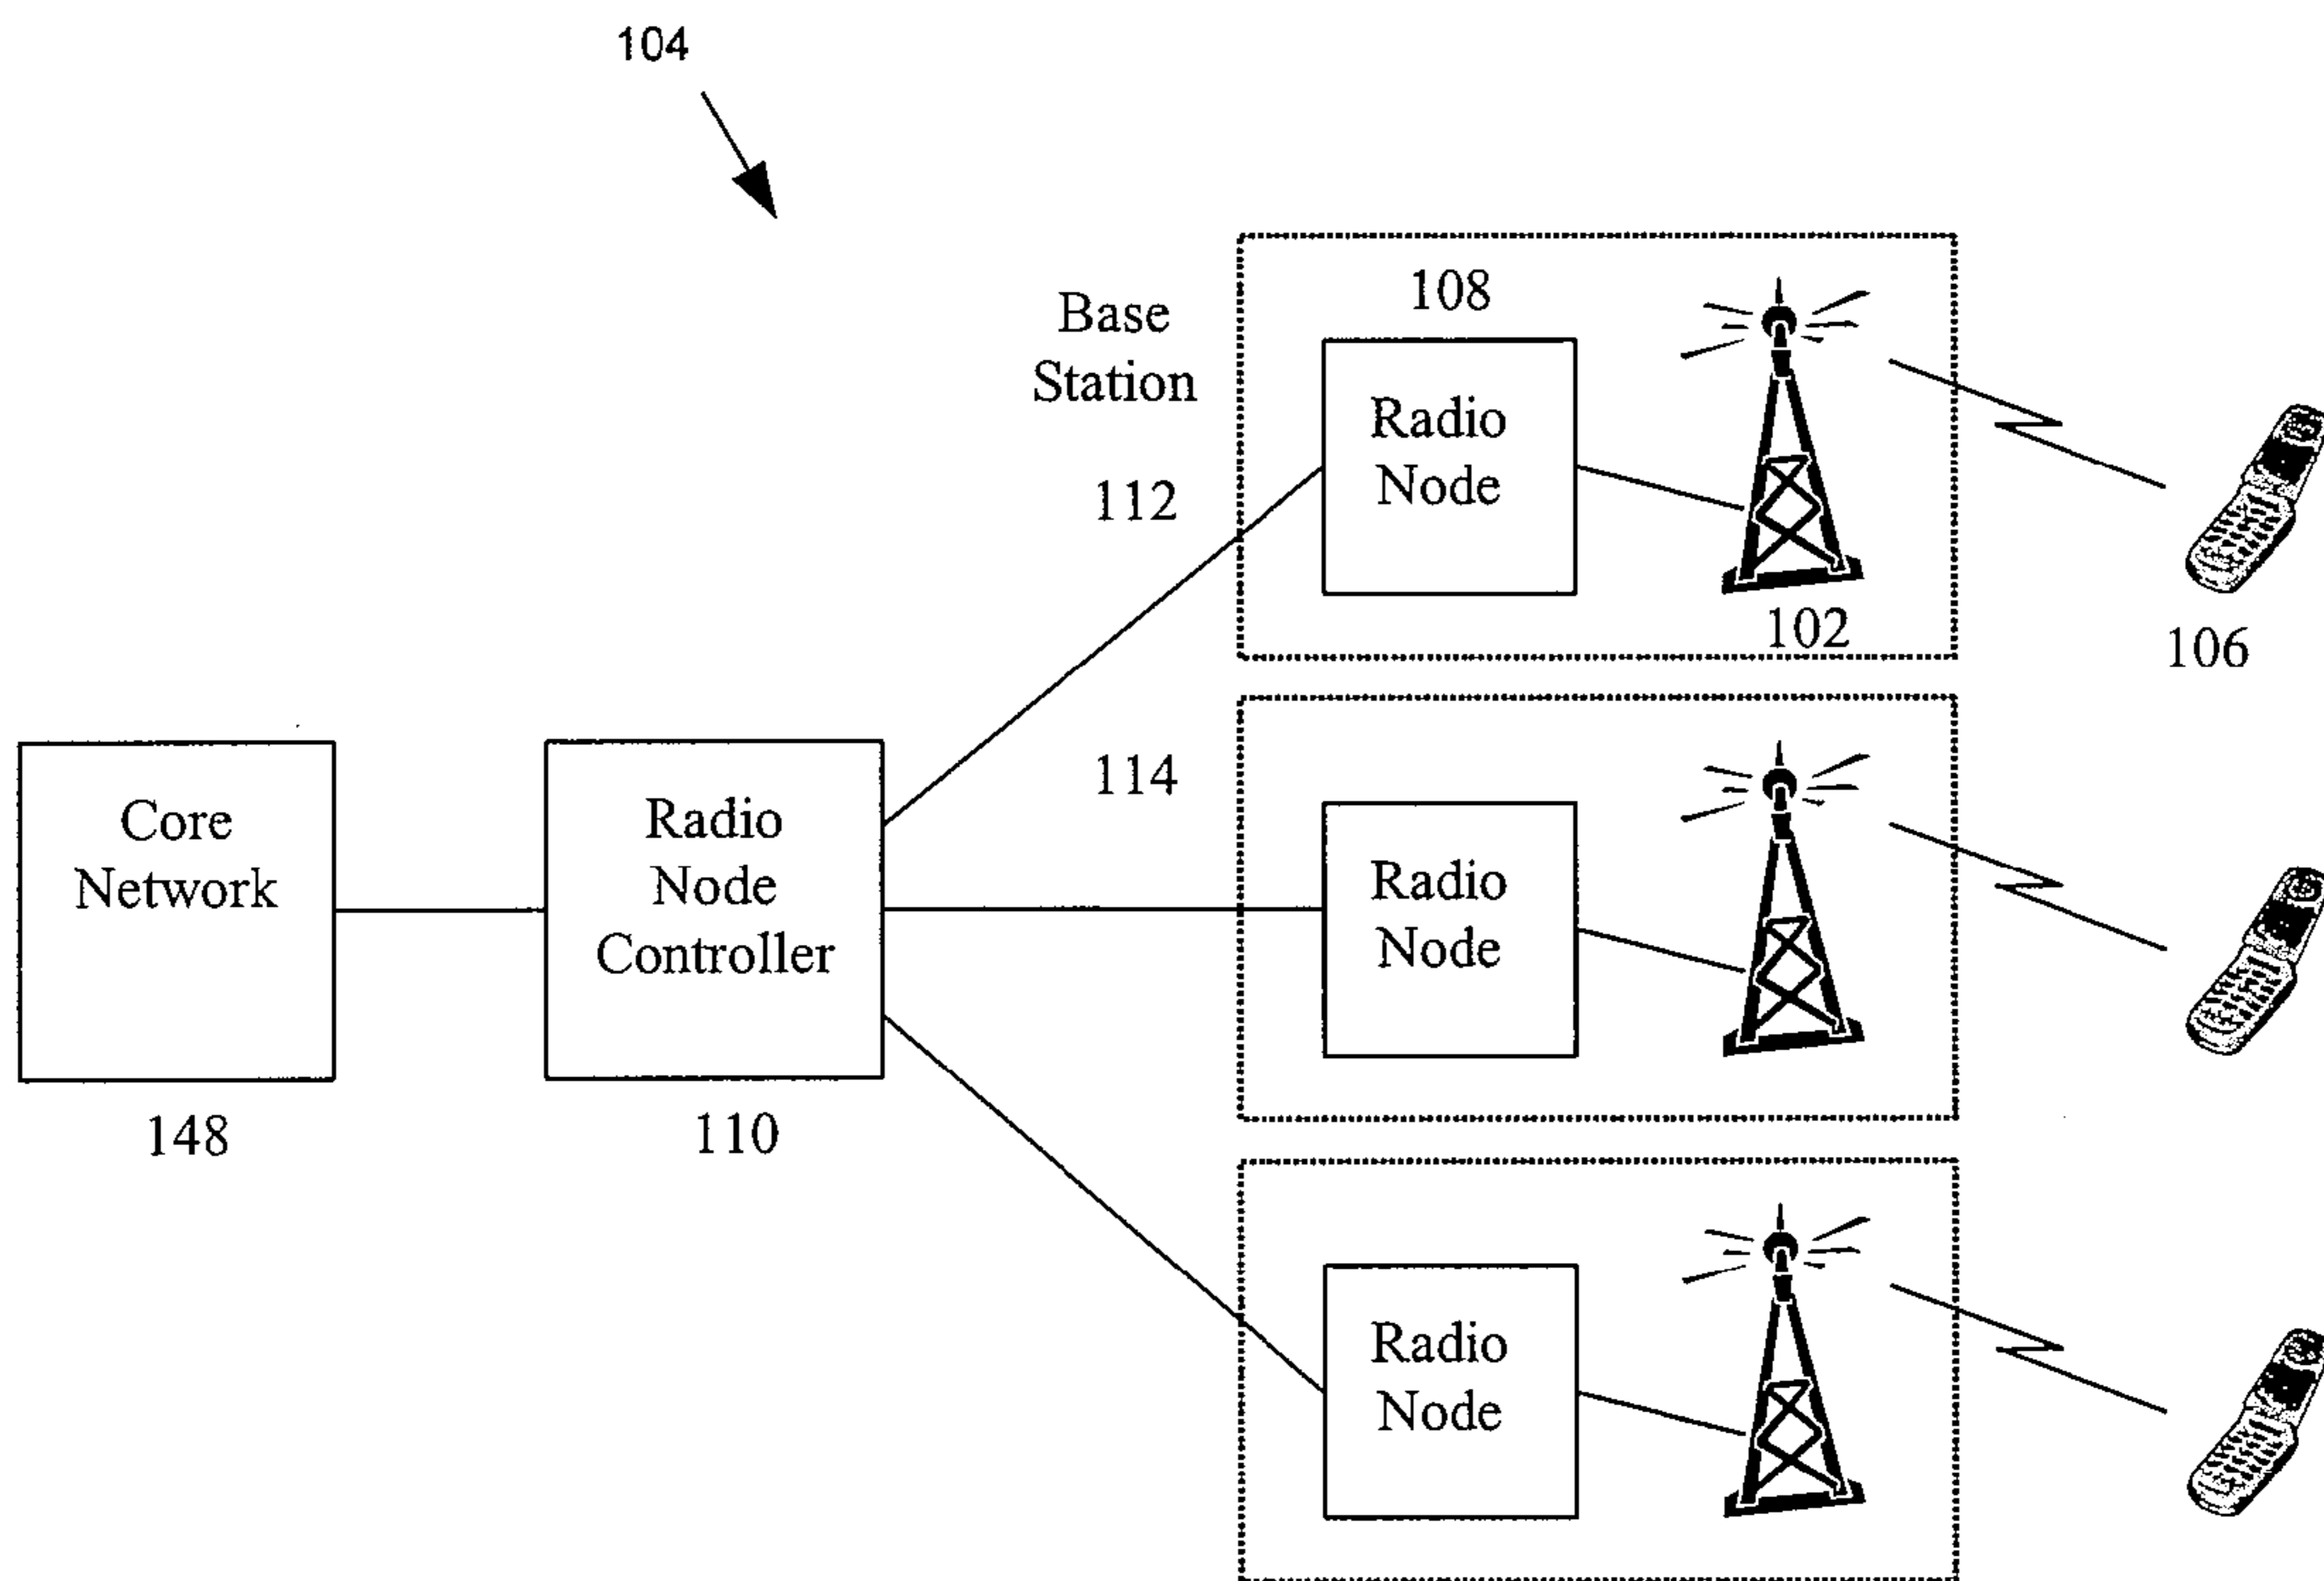 104
Base
Station
112
108
Radio
Node
102
106
114
Core
Network
148
Radio
Node
Controller
110
Radio
Node
Radio
Node